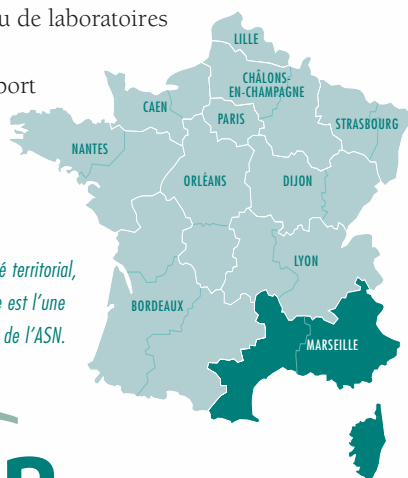 u de laboratoires
port
LILLE
CHÂLONS-
EN-CHAMPAGNE
CAEN
PARIS
STRASBOURG
NANTES
ORLÉANS
DIJON
é territorial,
LYON
e est l’une
BORDEAUX
de l’ASN.
MARSEILLE